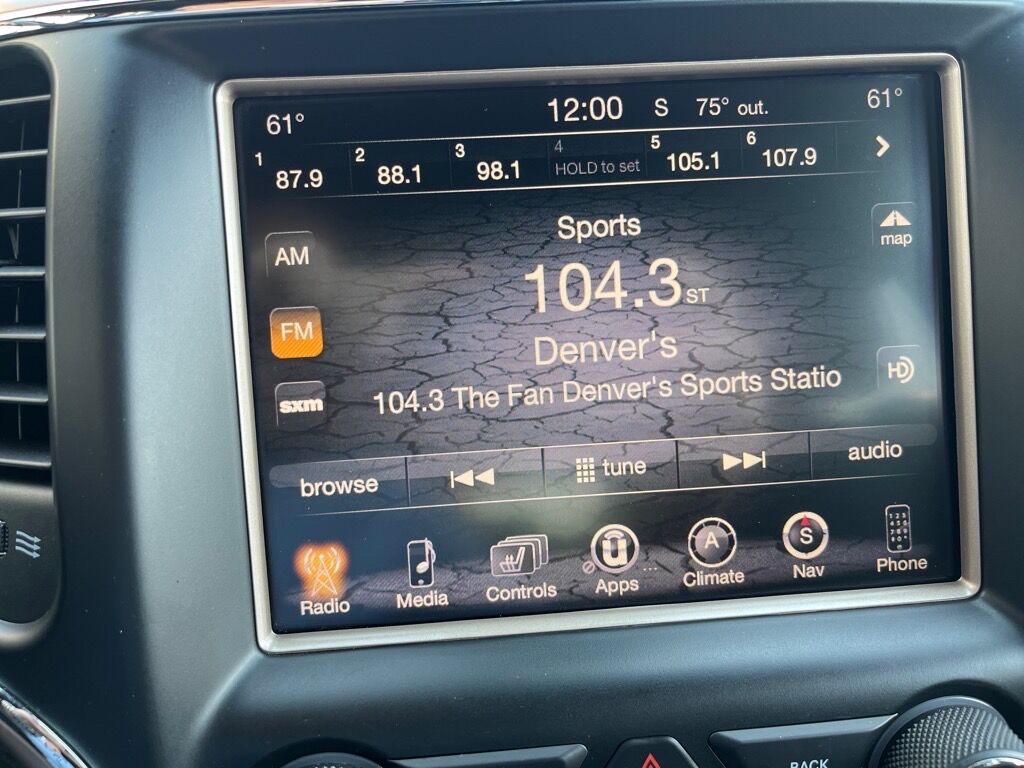 61° 12:00 S 75° out. 61°
1 87.9 2 88.1 3 98.1 4 HOLD to set 5 105.1 6 107.9
Sports
map
AM
104.3 ST
FM
Denver's
HD
sxm
104.3 The Fan Denver's Sports Statio
browse tune audio
A S
Radio Media Controls Apps ... Climate Nav Phone
BACK